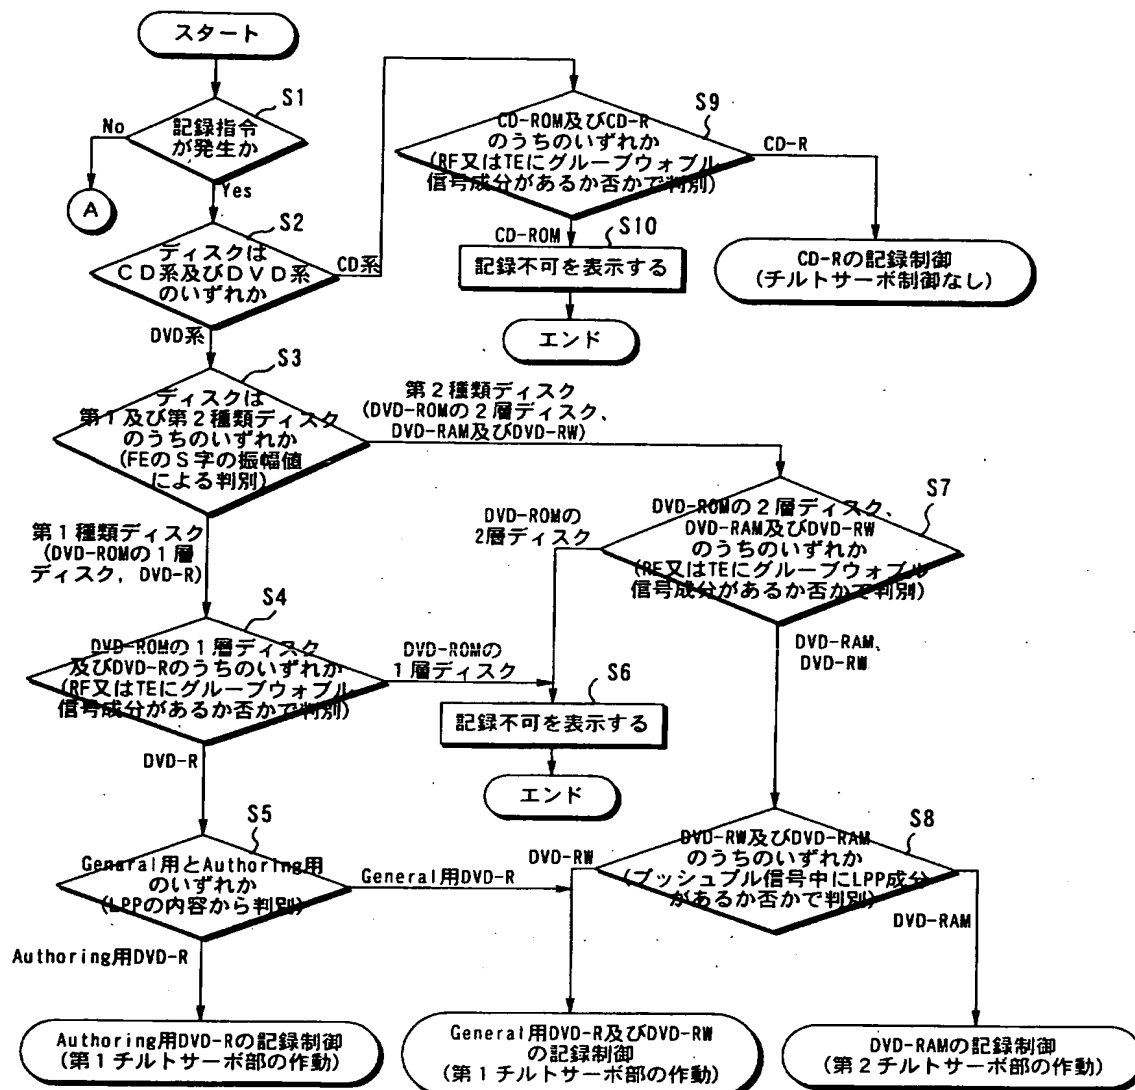 スタート
S1
記録指令
が発生か
No
Yes
A
S2
ディスクは
CD系及びDVD系
のいずれか
CD系
DVD系
S9
CD-ROM及びCD-R
のうちのいずれか
(RF又はTEにグルーブウォブル
信号成分があるか否かで判別)
CD-R
CD-ROM
S10
記録不可を表示する
エンド
CD-Rの記録制御
(チルトサーボ制御なし)
S3
ディスクは
第1及び第2種類ディスク
のうちのいずれか
(FEのS字の振幅値
による判別)
第2種類ディスク
(DVD-ROMの2層ディスク、
DVD-RAM及びDVD-RW)
第1種類ディスク
(DVD-ROMの1層
ディスク, DVD-R)
S7
DVD-ROMの2層ディスク、
DVD-RAM及びDVD-RW
のうちのいずれか
(RF又はTEにグルーブウォブル
信号成分があるか否かで判別)
DVD-ROMの
2層ディスク
DVD-RAM、
DVD-RW
S4
DVD-ROMの1層ディスク
及びDVD-Rのうちのいずれか
(RF又はTEにグルーブウォブル
信号成分があるか否かで判別)
DVD-ROMの
1層ディスク
DVD-R
S6
記録不可を表示する
エンド
S5
General用とAuthoring用
のいずれか
(LPPの内容から判別)
General用DVD-R
Authoring用DVD-R
S8
DVD-RW及びDVD-RAM
のうちのいずれか
(プッシュプル信号中にLPP成分
があるか否かで判別)
DVD-RW
DVD-RAM
Authoring用DVD-Rの記録制御
(第1チルトサーボ部の作動)
General用DVD-R及びDVD-RW
の記録制御
(第1チルトサーボ部の作動)
DVD-RAMの記録制御
(第2チルトサーボ部の作動)